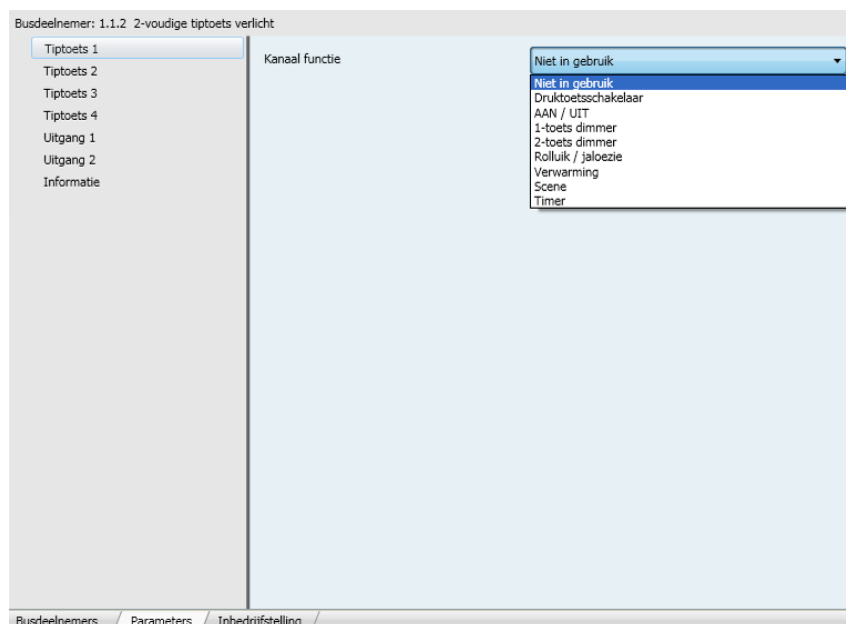 Busdeelnemer: 1.1.2 2-voudige tiptoets verlicht
Tiptoets 1
Tiptoets 2
Tiptoets 3
Tiptoets 4
Uitgang 1
Uitgang 2
Informatie
Kanaal functie
Niet in gebruik
Niet in gebruik
Druktoetsschakelaar
AAN / UIT
1-toets dimmer
2-toets dimmer
Rolluik / jaloezie
Verwarming
Scene
Timer
Busdeelnemers / Parameters / Inbedrijfstelling /